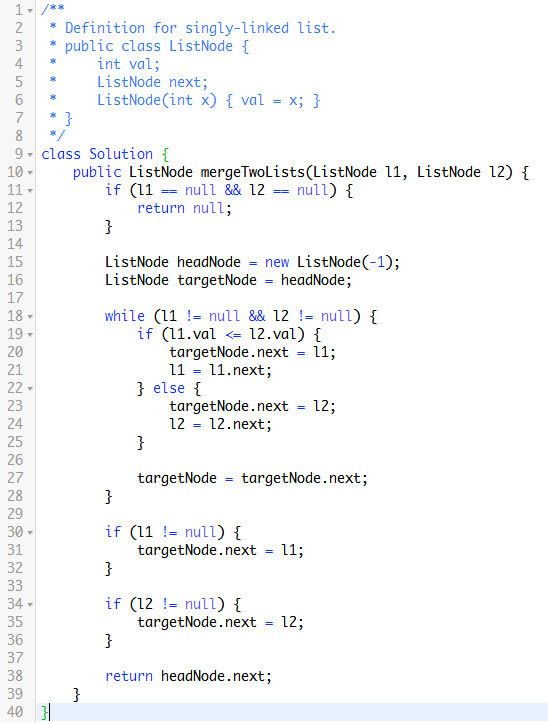 1 /**
2  * Definition for singly-linked list.
3  * public class ListNode {
4  *     int val;
5  *     ListNode next;
6  *     ListNode(int x) { val = x; }
7  * }
8  */
9 class Solution {
10     public ListNode mergeTwoLists(ListNode l1, ListNode l2) {
11         if (l1 == null && l2 == null) {
12             return null;
13         }
14
15         ListNode headNode = new ListNode(-1);
16         ListNode targetNode = headNode;
17
18         while (l1 != null && l2 != null) {
19             if (l1.val <= l2.val) {
20                 targetNode.next = l1;
21                 l1 = l1.next;
22             } else {
23                 targetNode.next = l2;
24                 l2 = l2.next;
25             }
26
27             targetNode = targetNode.next;
28         }
29
30         if (l1 != null) {
31             targetNode.next = l1;
32         }
33
34         if (l2 != null) {
35             targetNode.next = l2;
36         }
37
38         return headNode.next;
39     }
40 }